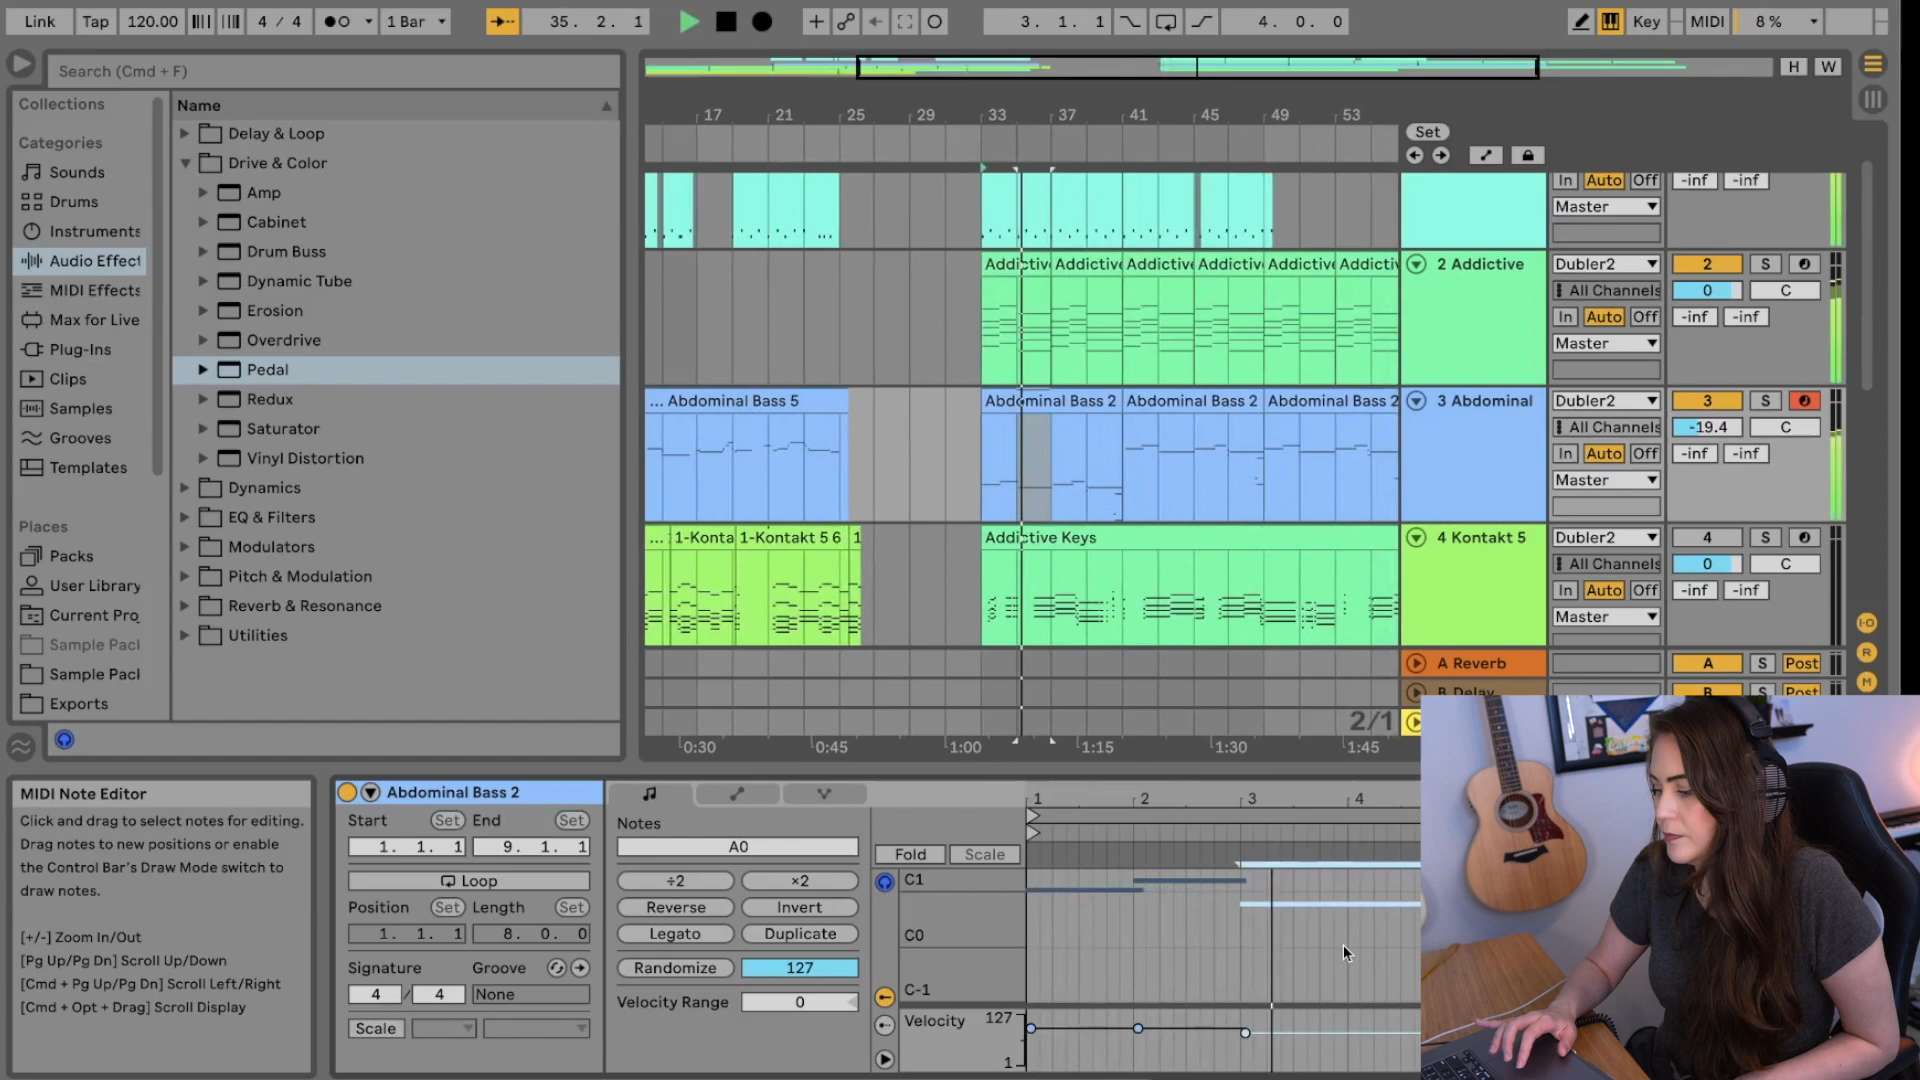 Link Tap 120.00 4 / 4 1 Bar 35. 2. 1 3. 1. 1 4. 0. 0 Key MIDI 8 %
Search (Cmd + F)
H W
Collections
Categories
Sounds
Drums
Instruments
Audio Effect
MIDI Effects
Max for Live
Plug-Ins
Clips
Samples
Grooves
Templates
Places
Packs
User Library
Current Pro
Sample Pacl
Sample Pacl
Exports
Name
Delay & Loop
Drive & Color
Amp
Cabinet
Drum Buss
Dynamic Tube
Erosion
Overdrive
Pedal
Redux
Saturator
Vinyl Distortion
Dynamics
EQ & Filters
Modulators
Pitch & Modulation
Reverb & Resonance
Utilities
17 21 25 29 33 37 41 45 49 53
Set
In Auto Off -inf -inf
Master
Addictive Addictive Addictive Addictive Addictive Addictiv 2 Addictive Dubler2 2 S
All Channels 0 C
In Auto Off -inf -inf
Master
... Abdominal Bass 5 Abdominal Bass 2 Abdominal Bass 2 Abdominal Bass 2 3 Abdominal Dubler2 3 S
All Channels -19.4 C
In Auto Off -inf -inf
Master
... 1-Konta 1-Kontakt 5 6 1 Addictive Keys 4 Kontakt 5 Dubler2 4 S
All Channels 0 C
In Auto Off -inf -inf
Master
I-O
A Reverb A S Post
R
M
B Delay B S Post
2/1
0:30 0:45 1:00 1:15 1:30 1:45
MIDI Note Editor
Click and drag to select notes for editing.
Drag notes to new positions or enable
the Control Bar's Draw Mode switch to
draw notes.
[+/-] Zoom In/Out
[Pg Up/Pg Dn] Scroll Up/Down
[Cmd + Pg Up/Pg Dn] Scroll Left/Right
[Cmd + Opt + Drag] Scroll Display
Abdominal Bass 2
Start Set End Set
1. 1. 1 9. 1. 1
Loop
Position Set Length Set
1. 1. 1 8. 0. 0
Signature Groove
4 / 4 None
Scale
Notes
A0
÷2 ×2
Reverse Invert
Legato Duplicate
Randomize 127
Velocity Range 0
1 2 3 4
Fold Scale
C1
C0
C-1
Velocity 127
1